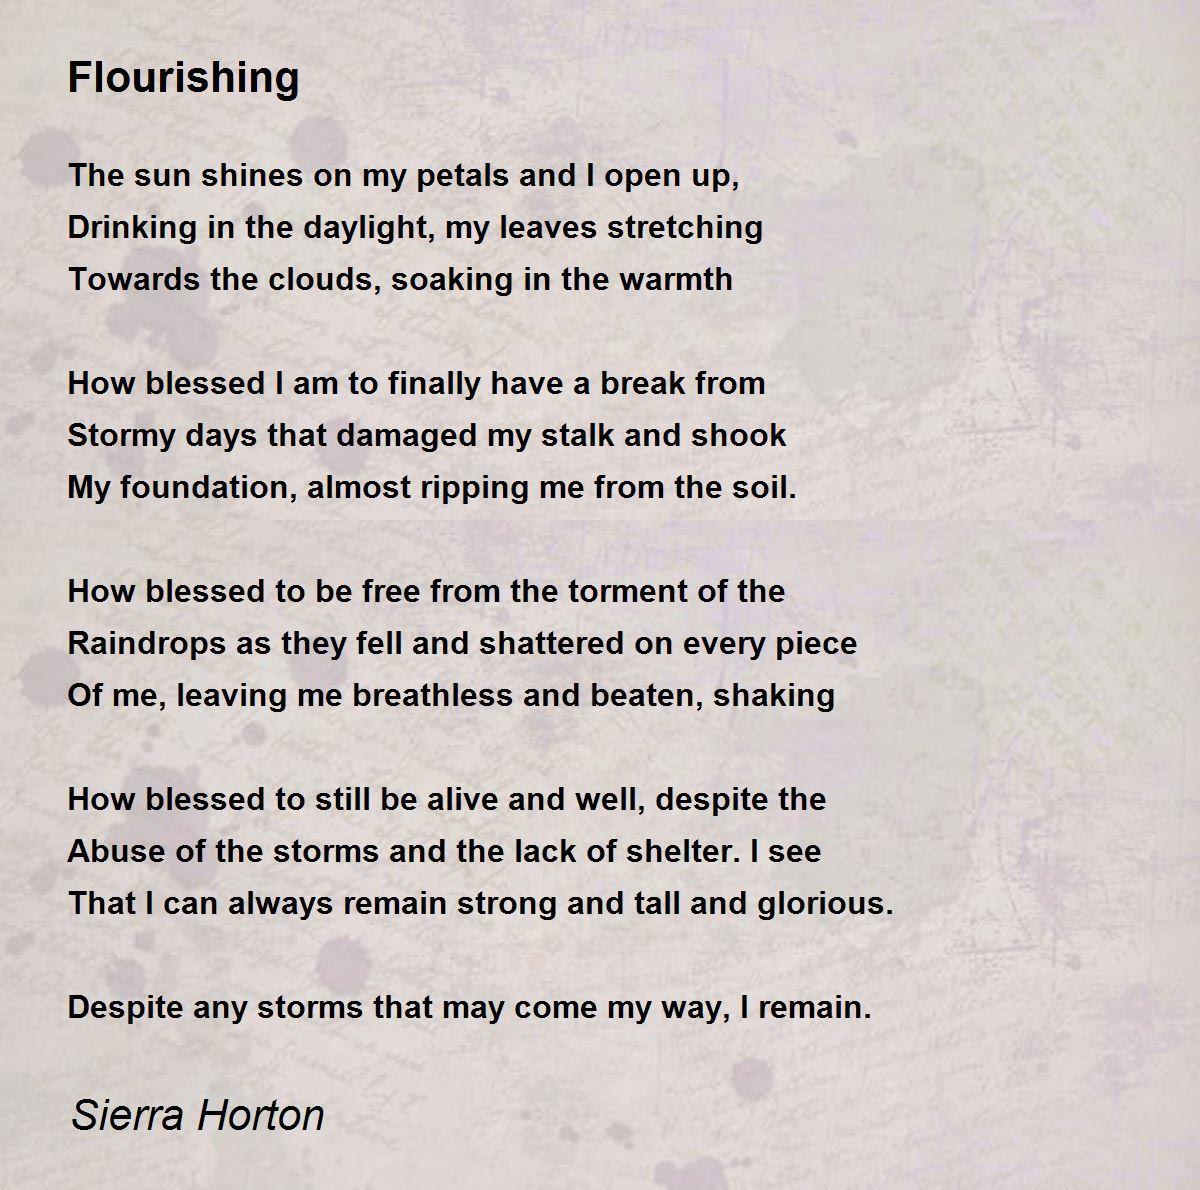 Flourishing
The sun shines on my petals and I open up,
Drinking in the daylight, my leaves stretching
Towards the clouds, soaking in the warmth
How blessed I am to finally have a break from
Stormy days that damaged my stalk and shook
My foundation, almost ripping me from the soil.
How blessed to be free from the torment of the
Raindrops as they fell and shattered on every piece
Of me, leaving me breathless and beaten, shaking
How blessed to still be alive and well, despite the
Abuse of the storms and the lack of shelter. I see
That I can always remain strong and tall and glorious.
Despite any storms that may come my way, I remain.
Sierra Horton